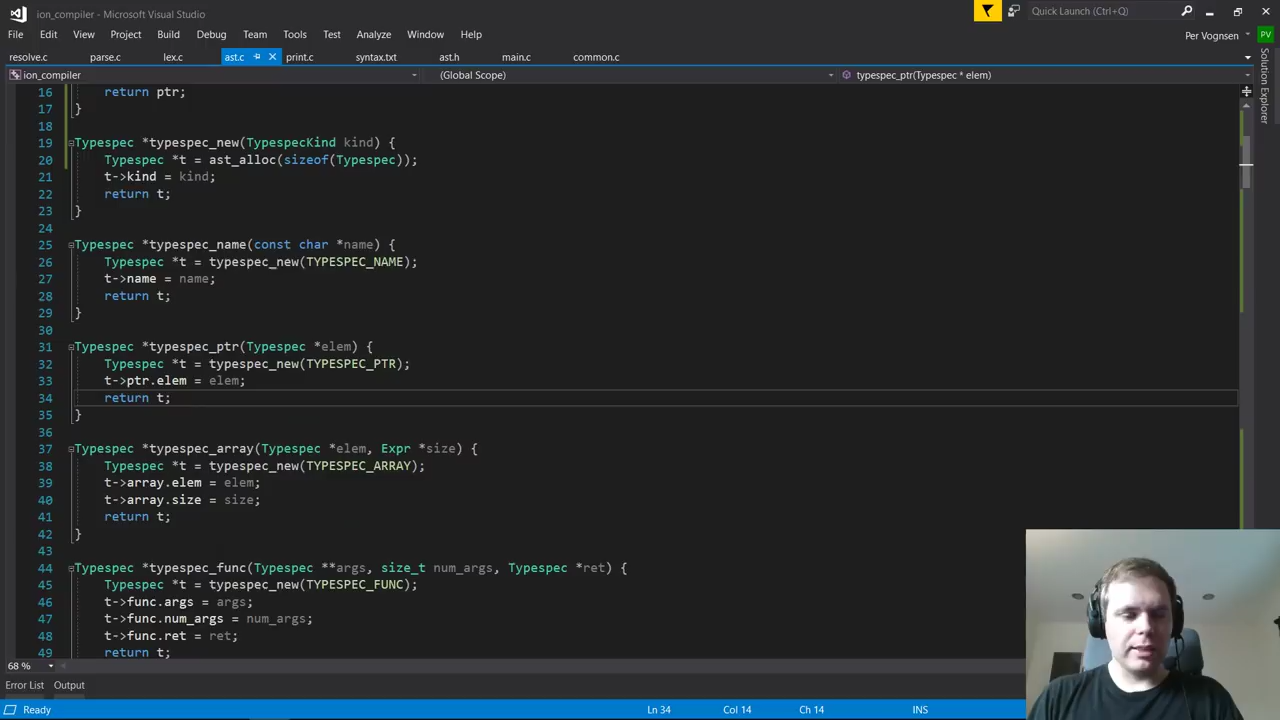 ion_compiler - Microsoft Visual Studio
Quick Launch (Ctrl+Q)
File Edit View Project Build Debug Team Tools Test Analyze Window Help
Per Vognsen PV
resolve.c parse.c lex.c ast.c print.c syntax.txt ast.h main.c common.c
Solution Explorer
ion_compiler (Global Scope) typespec_ptr(Typespec * elem)
16 return ptr;
17 }
18
19 Typespec *typespec_new(TypespecKind kind) {
20 Typespec *t = ast_alloc(sizeof(Typespec));
21 t->kind = kind;
22 return t;
23 }
24
25 Typespec *typespec_name(const char *name) {
26 Typespec *t = typespec_new(TYPESPEC_NAME);
27 t->name = name;
28 return t;
29 }
30
31 Typespec *typespec_ptr(Typespec *elem) {
32 Typespec *t = typespec_new(TYPESPEC_PTR);
33 t->ptr.elem = elem;
34 return t;
35 }
36
37 Typespec *typespec_array(Typespec *elem, Expr *size) {
38 Typespec *t = typespec_new(TYPESPEC_ARRAY);
39 t->array.elem = elem;
40 t->array.size = size;
41 return t;
42 }
43
44 Typespec *typespec_func(Typespec **args, size_t num_args, Typespec *ret) {
45 Typespec *t = typespec_new(TYPESPEC_FUNC);
46 t->func.args = args;
47 t->func.num_args = num_args;
48 t->func.ret = ret;
49 return t;
68 %
Error List Output
Ready Ln 34 Col 14 Ch 14 INS